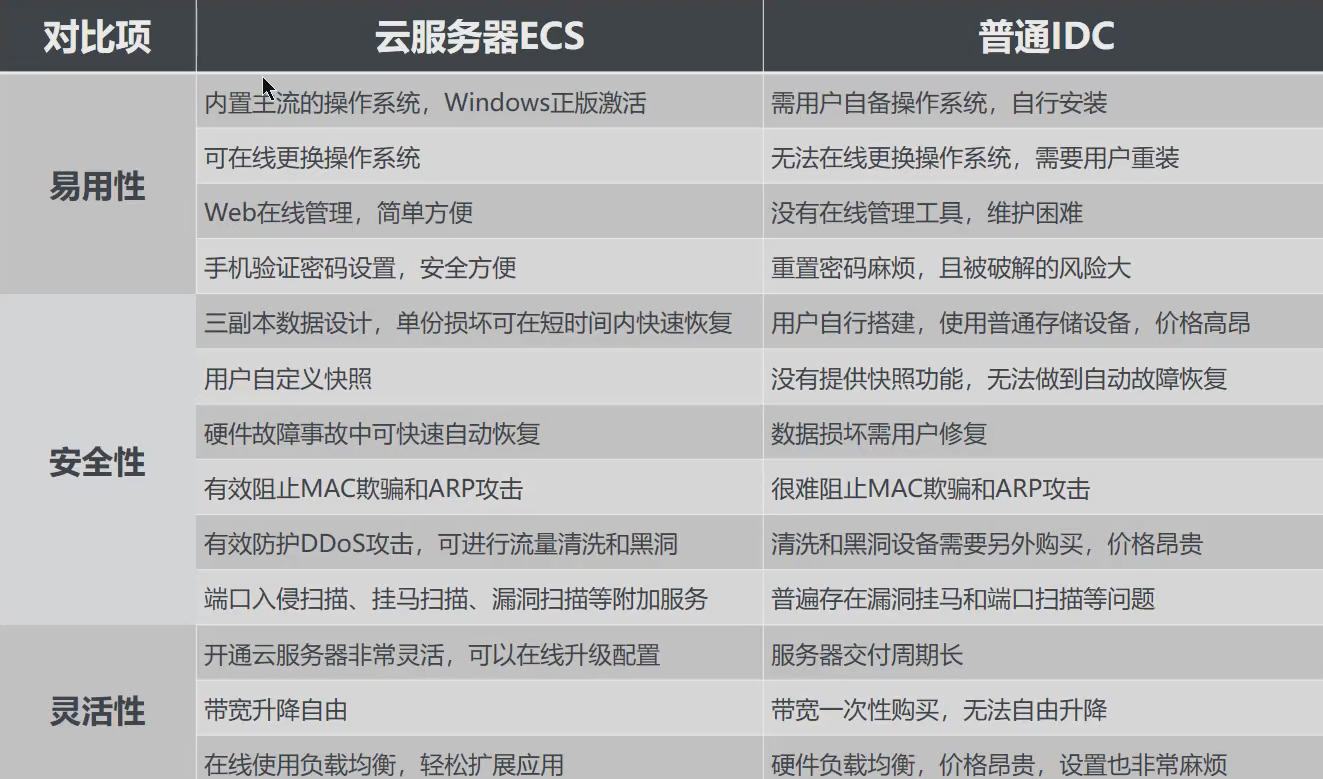 对比项 云服务器ECS 普通IDC
易用性
内置主流的操作系统，Windows正版激活 需用户自备操作系统，自行安装
可在线更换操作系统 无法在线更换操作系统，需要用户重装
Web在线管理，简单方便 没有在线管理工具，维护困难
手机验证密码设置，安全方便 重置密码麻烦，且被破解的风险大
安全性
三副本数据设计，单份损坏可在短时间内快速恢复 用户自行搭建，使用普通存储设备，价格高昂
用户自定义快照 没有提供快照功能，无法做到自动故障恢复
硬件故障事故中可快速自动恢复 数据损坏需用户修复
有效阻止MAC欺骗和ARP攻击 很难阻止MAC欺骗和ARP攻击
有效防护DDoS攻击，可进行流量清洗和黑洞 清洗和黑洞设备需要另外购买，价格昂贵
端口入侵扫描、挂马扫描、漏洞扫描等附加服务 普遍存在漏洞挂马和端口扫描等问题
灵活性
开通云服务器非常灵活，可以在线升级配置 服务器交付周期长
带宽升降自由 带宽一次性购买，无法自由升降
在线使用负载均衡，轻松扩展应用 硬件负载均衡，价格昂贵，设置也非常麻烦